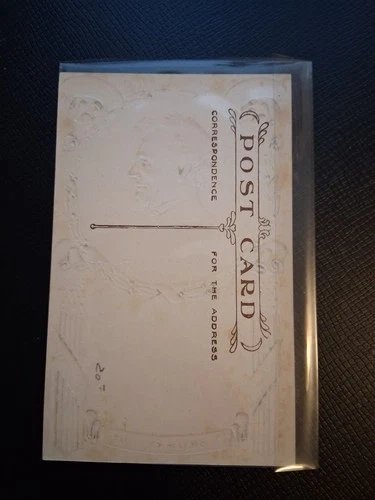 POST CARD
CORRESPONDENCE
FOR THE ADDRESS